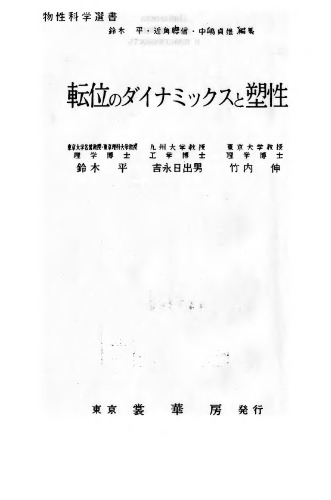 物性科学選書
鈴木 平・近角聰信・中嶋貞雄 編集
転位のダイナミックスと塑性
東京大学名誉教授・東京理科大学教授 九州大学教授 東京大学教授
理学博士 工学博士 理学博士
鈴木 平 吉永日出男 竹内 伸
東京 裳華房 発行